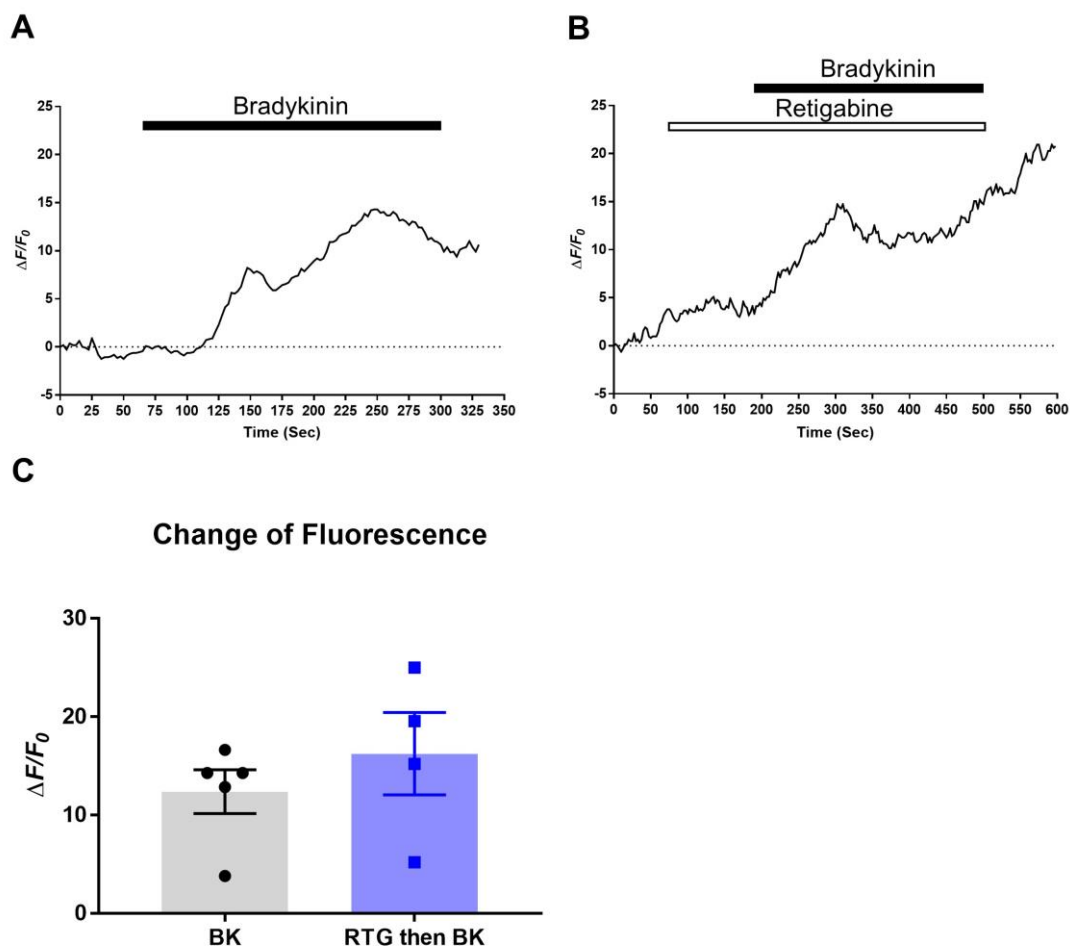 A
Bradykinin
25
20
15
10
5
0
-5
ΔF/F0
0 25 50 75 100 125 150 175 200 225 250 275 300 325 350
Time (Sec)
B
Bradykinin
Retigabine
25
20
15
10
5
0
-5
ΔF/F0
0 50 100 150 200 250 300 350 400 450 500 550 600
Time (Sec)
C
Change of Fluorescence
30
20
10
0
ΔF/F0
BK RTG then BK